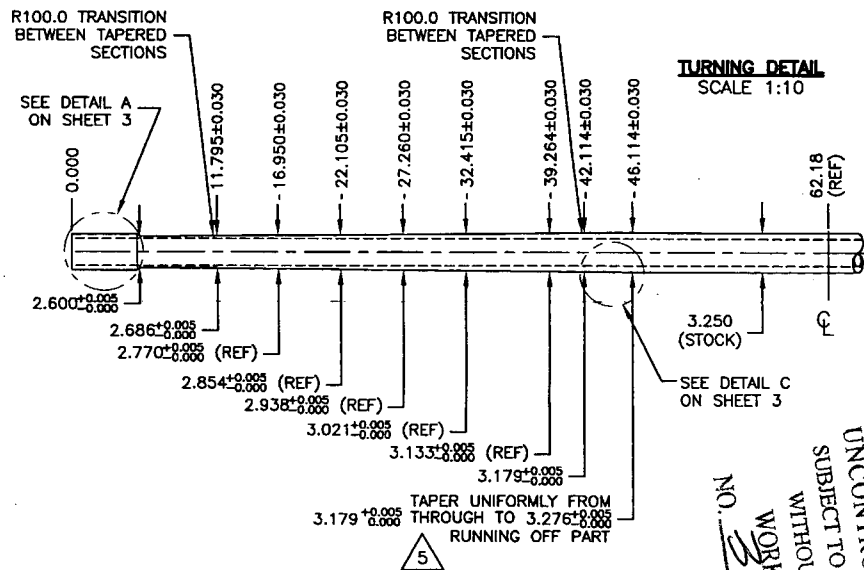 R100.0 TRANSITION
BETWEEN TAPERED
SECTIONS
R100.0 TRANSITION
BETWEEN TAPERED
SECTIONS
TURNING DETAIL
SCALE 1:10
SEE DETAIL A
ON SHEET 3
0.000
11.795±0.030
16.950±0.030
22.105±0.030
27.260±0.030
32.415±0.030
39.264±0.030
42.114±0.030
46.114±0.030
62.18
(REF)
2.600+0.005-0.000
2.686+0.005-0.000
2.770+0.005-0.000 (REF)
2.854+0.005-0.000 (REF)
2.938+0.005-0.000 (REF)
3.021+0.005-0.000 (REF)
3.133+0.005-0.000 (REF)
3.179+0.005-0.000
3.250
(STOCK)
SEE DETAIL C
ON SHEET 3
TAPER UNIFORMLY FROM
3.179+0.005-0.000 THROUGH TO 3.276+0.005-0.000
RUNNING OFF PART
5
SUBJECT TO
NO.